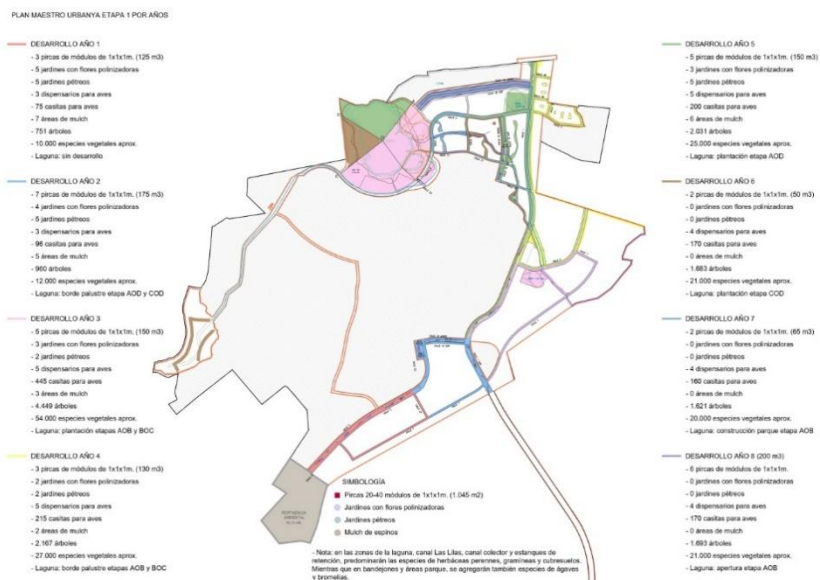 PLAN MAESTRO URBANYA ETAPA 1 POR AÑOS
DESARROLLO AÑO 1
- 3 pircas de módulos de 1x1x1m. (125 m3)
- 5 jardines con flores polinizadoras
- 5 jardines pétreos
- 3 dispensarios para aves
- 75 casitas para aves
- 7 áreas de mulch
- 751 árboles
- 10.000 especies vegetales aprox.
- Laguna: sin desarrollo
DESARROLLO AÑO 2
- 7 pircas de módulos de 1x1x1m. (175 m3)
- 4 jardines con flores polinizadoras
- 5 jardines pétreos
- 3 dispensarios para aves
- 96 casitas para aves
- 5 áreas de mulch
- 960 árboles
- 12.000 especies vegetales aprox.
- Laguna: borde palustre etapa AOD y COD
DESARROLLO AÑO 3
- 5 pircas de módulos de 1x1x1m. (150 m3)
- 3 jardines con flores polinizadoras
- 2 jardines pétreos
- 5 dispensarios para aves
- 445 casitas para aves
- 3 áreas de mulch
- 4.449 árboles
- 54.000 especies vegetales aprox.
- Laguna: plantación etapas AOB y BOC
DESARROLLO AÑO 4
- 3 pircas de módulos de 1x1x1m. (130 m3)
- 2 jardines con flores polinizadoras
- 2 jardines pétreos
- 5 dispensarios para aves
- 215 casitas para aves
- 2 áreas de mulch
- 2.167 árboles
- 27.000 especies vegetales aprox.
- Laguna: borde palustre etapas AOB y BOC
DESARROLLO AÑO 5
- 5 pircas de módulos de 1x1x1m. (150 m3)
- 3 jardines con flores polinizadoras
- 5 jardines pétreos
- 5 dispensarios para aves
- 200 casitas para aves
- 6 áreas de mulch
- 2.031 árboles
- 25.000 especies vegetales aprox.
- Laguna: plantación etapa AOD
DESARROLLO AÑO 6
- 2 pircas de módulos de 1x1x1m. (50 m3)
- 0 jardines con flores polinizadoras
- 0 jardines pétreos
- 4 dispensarios para aves
- 170 casitas para aves
- 0 áreas de mulch
- 1.683 árboles
- 21.000 especies vegetales aprox.
- Laguna: plantación etapa COD
DESARROLLO AÑO 7
- 2 pircas de módulos de 1x1x1m. (65 m3)
- 0 jardines con flores polinizadoras
- 0 jardines pétreos
- 4 dispensarios para aves
- 160 casitas para aves
- 0 áreas de mulch
- 1.621 árboles
- 20.000 especies vegetales aprox.
- Laguna: construcción parque etapa AOB
DESARROLLO AÑO 8 (200 m3)
- 6 pircas de módulos de 1x1x1m.
- 0 jardines con flores polinizadoras
- 0 jardines pétreos
- 4 dispensarios para aves
- 170 casitas para aves
- 0 áreas de mulch
- 1.693 árboles
- 21.000 especies vegetales aprox.
- Laguna: apertura etapa AOB
SIMBOLOGÍA
Pircas 20-40 módulos de 1x1x1m. (1.045 m2)
Jardines con flores polinizadoras
Jardines pétreos
Mulch de espinos
- Nota: en las zonas de la laguna, canal Las Lilas, canal colector y estanques de
retención, predominarán las especies de herbáceas perennes, gramíneas y cubresuelos.
Mientras que en bandejones y áreas parque, se agregarán también especies de ágaves
y bromelias.